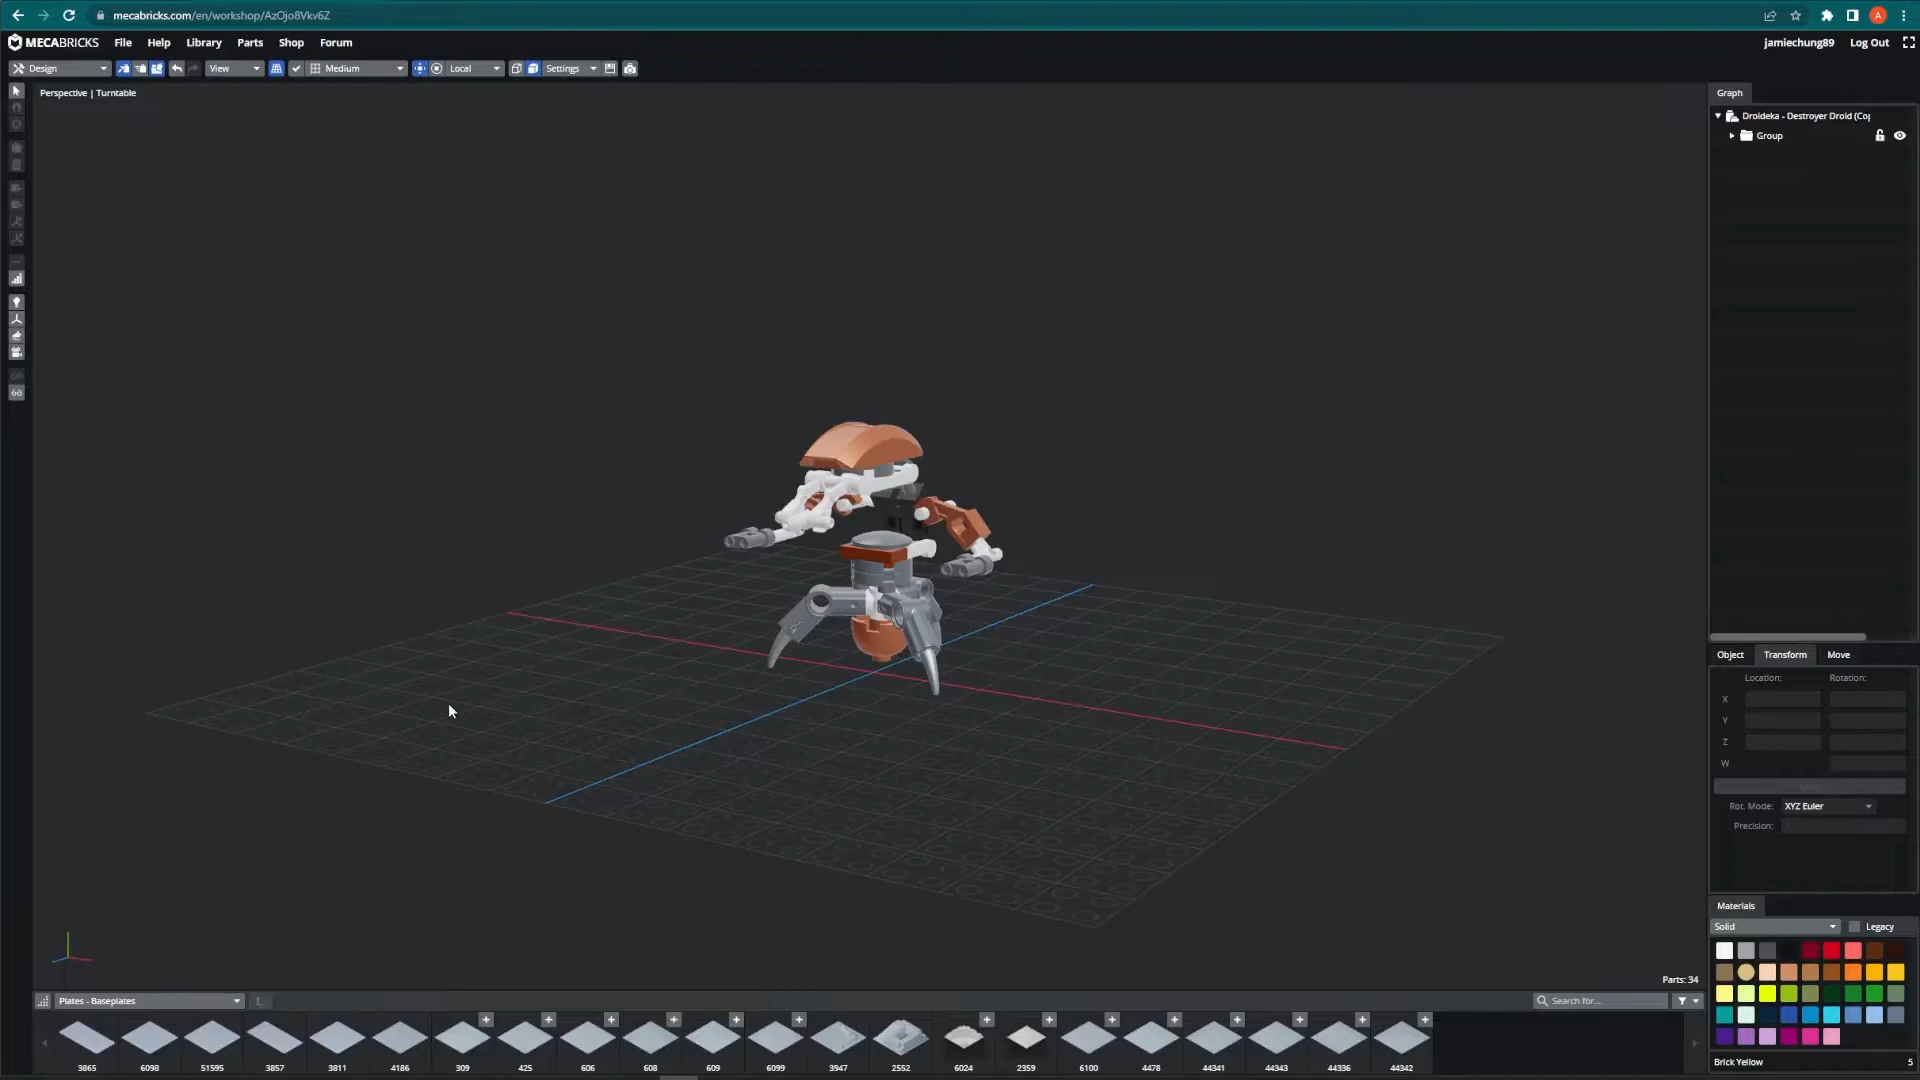 mecabricks.com/en/workshop/AzOjo8Vkv6Z
A
MECABRICKS File Help Library Parts Shop Forum
jamiechung89 Log Out
Design View Medium Local Settings
Perspective | Turntable
Graph
Droideka - Destroyer Droid (Cop
Group
Object Transform Move
Location: Rotation:
X
Y
Z
W
Rot. Mode: XYZ Euler
Precision:
Materials
Solid Legacy
Brick Yellow 5
Parts: 34
Plates - Baseplates
Search for...
3865 6098 51595 3857 3811 4186 309 425 606 608 609 6099 3947 2552 6024 2359 6100 4478 44341 44343 44336 44342